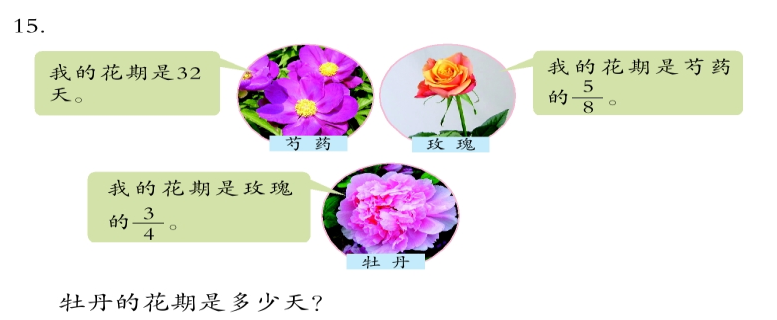 15.
我的花期是32
天。
我的花期是芍药
的5/8。
芍药
玫瑰
我的花期是玫瑰
的3/4。
牡丹
牡丹的花期是多少天?